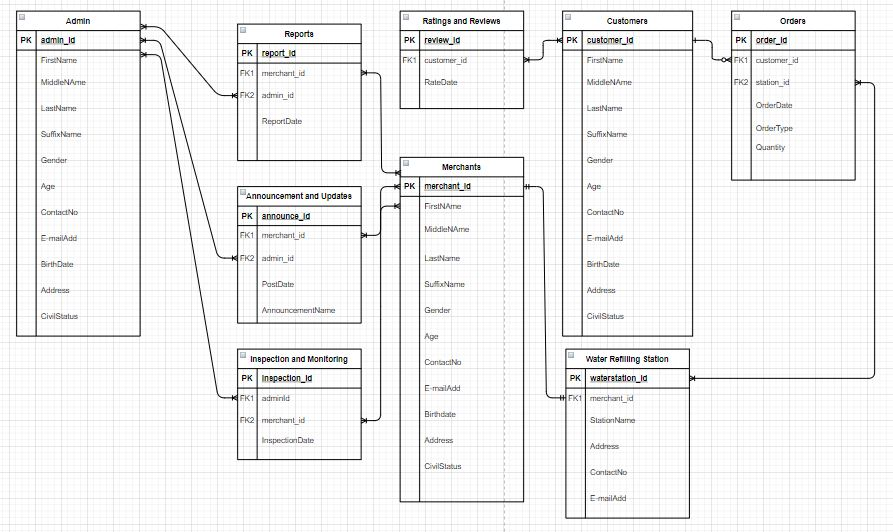 Admin
PK admin_id
FirstName
MiddleNAme
LastName
SuffixName
Gender
Age
ContactNo
E-mailAdd
BirthDate
Address
CivilStatus
Reports
PK report_id
FK1 merchant_id
FK2 admin_id
ReportDate
Announcement and Updates
PK announce_id
FK1 merchant_id
FK2 admin_id
PostDate
AnnouncementName
Inspection and Monitoring
PK Inspection_id
FK1 adminId
FK2 merchant_id
InspectionDate
Ratings and Reviews
PK review_id
FK1 customer_id
RateDate
Merchants
PK merchant_id
FirstNAme
MiddleNAme
LastName
SuffixName
Gender
Age
ContactNo
E-mailAdd
Birthdate
Address
CivilStatus
Customers
PK customer_id
FirstName
MiddleNAme
LastName
SuffixName
Gender
Age
ContactNo
E-mailAdd
BirthDate
Address
CivilStatus
Water Refilling Station
PK waterstation_id
FK1 merchant_id
StationName
Address
ContactNo
E-mailAdd
Orders
PK order_id
FK1 customer_id
FK2 station_id
OrderDate
OrderType
Quantity